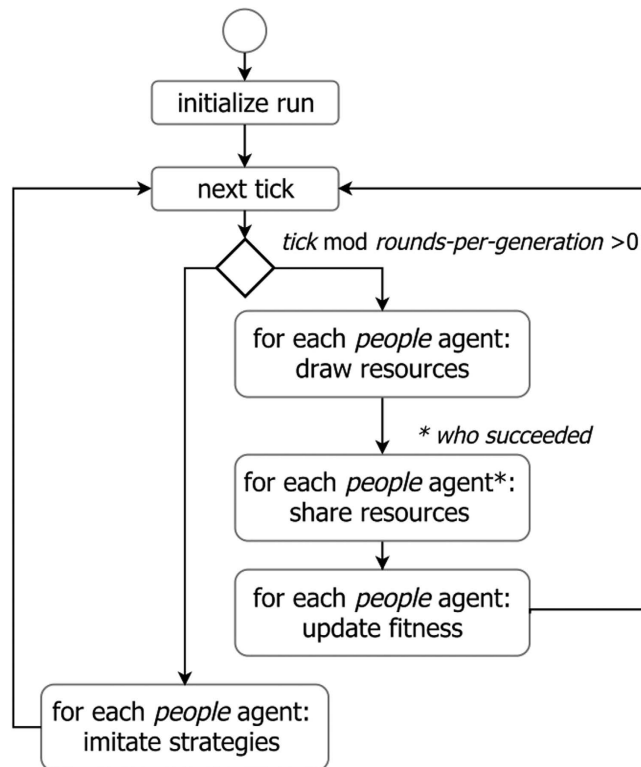 initialize run
next tick
tick mod rounds-per-generation >0
for each people agent:
draw resources
* who succeeded
for each people agent*:
share resources
for each people agent:
update fitness
for each people agent:
imitate strategies